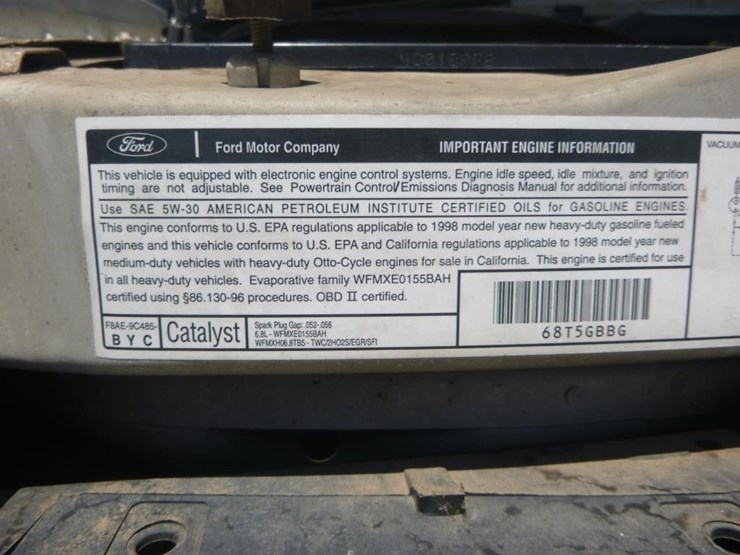 Ford
Ford Motor Company
IMPORTANT ENGINE INFORMATION
This vehicle is equipped with electronic engine control systems. Engine idle speed, idle mixture, and ignition
timing are not adjustable. See Powertrain Control/Emissions Diagnosis Manual for additional information.
Use SAE 5W-30 AMERICAN PETROLEUM INSTITUTE CERTIFIED OILS for GASOLINE ENGINES
This engine conforms to U.S. EPA regulations applicable to 1998 model year new heavy-duty gasoline fueled
engines and this vehicle conforms to U.S. EPA and California regulations applicable to 1998 model year new
medium-duty vehicles with heavy-duty Otto-Cycle engines for sale in California. This engine is certified for use
in all heavy-duty vehicles. Evaporative family WFMXE0155BAH
certified using §86.130-96 procedures. OBD II certified.
F8AE-9C485-
BYC
Catalyst
Spark Plug Gap: .052-.056
6.8L - WFMXE0155BAH
WFMXH06.8TB5 - TWC/2HO2S/EGR/SFI
68T5GBBG
VACUUM